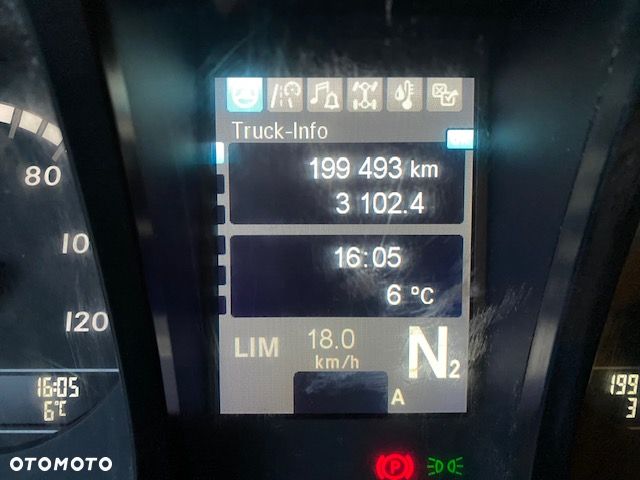 Truck-Info
199 493 km
3 102.4
16:05
6 °C
LIM 18.0 km/h N2
A
80
10
120
16:05
6°C
199
3
P
OTOMOTO